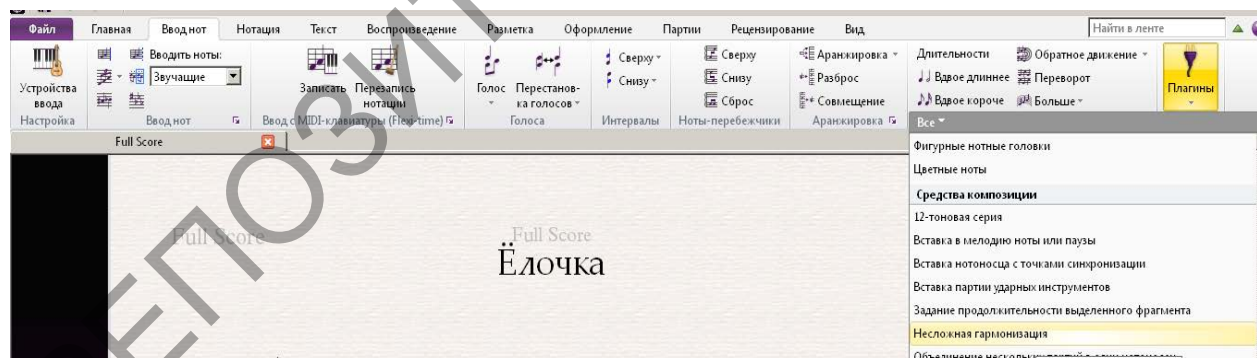 Файл Главная Ввод нот Нотация Текст Воспроизведение Разметка Оформление Партии Рецензирование Вид Найти в ленте
Вводить ноты: Сверху Сверху Аранжировка Длительности Обратное движение
Звучащие Снизу Снизу Разброс Вдвое длиннее Переворот
Устройства ввода Записать Перезапись нотации Голос Перестанов-ка голосов Сброс Совмещение Вдвое короче Больше Плагины
Настройка Ввод нот Ввод с MIDI-клавиатуры (Flexi-time) Голоса Интервалы Ноты-перебежчики Аранжировка Все
Full Score
Фигурные нотные головки
Цветные ноты
Средства композиции
12-тоновая серия
Full Score Full Score
Вставка в мелодию ноты или паузы
Ёлочка
Вставка нотоносца с точками синхронизации
Вставка партии ударных инструментов
Задание продолжительности выделенного фрагмента
Несложная гармонизация